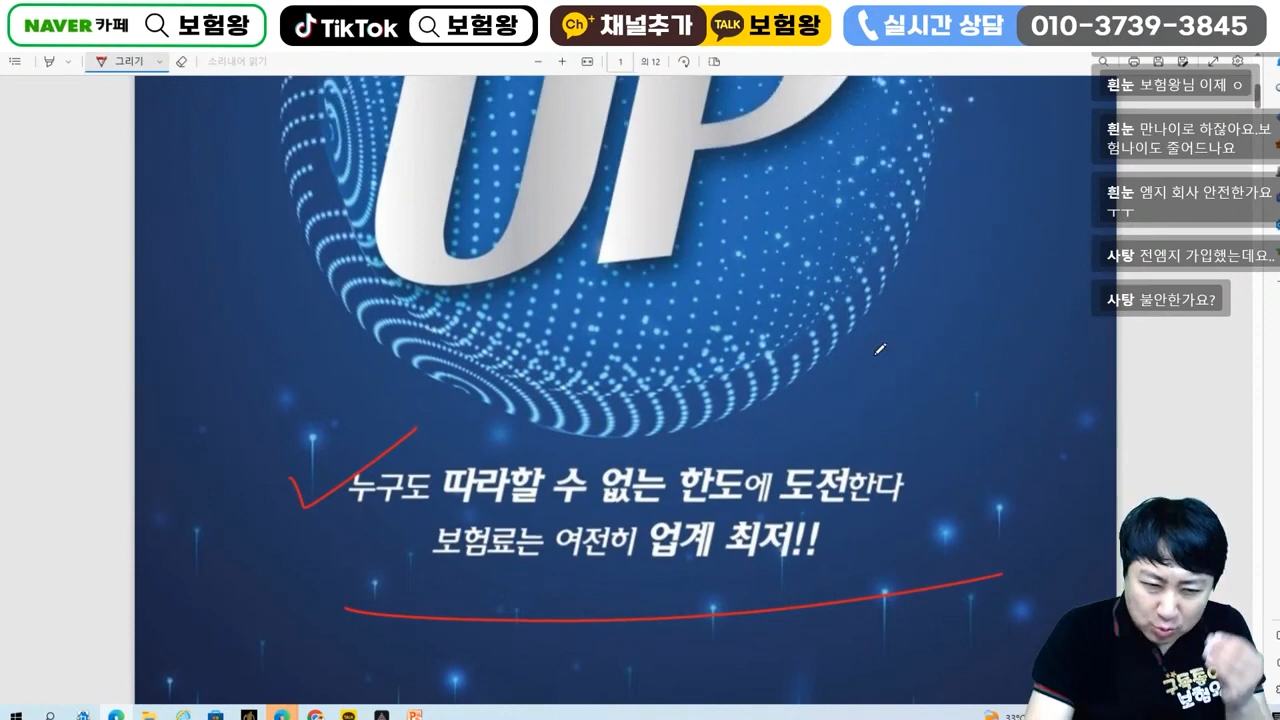 NAVER 카페 보험왕
TikTok 보험왕
Ch+ 채널추가 TALK 보험왕
실시간 상담 010-3739-3845
그리기
소리내어 읽기
1 의 12
UP
흰눈 보험왕님 이제 ㅇ
흰눈 만나이로 하잖아요.보
험나이도 줄어드나요
흰눈 엠지 회사 안전한가요
ㅜㅜ
사탕 전엠지 가입했는데요..
사탕 불안한가요?
누구도 따라할 수 없는 한도에 도전한다
보험료는 여전히 업계 최저!!
33°